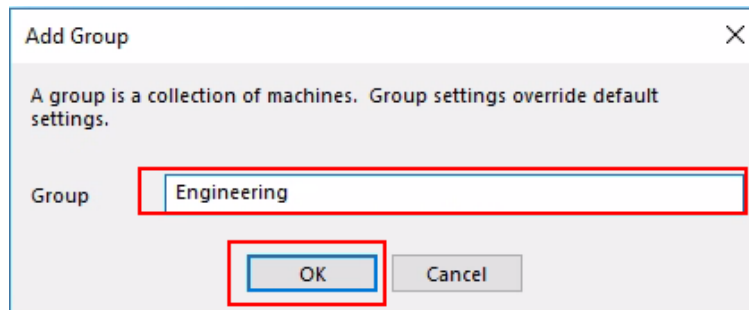 Add Group
A group is a collection of machines.  Group settings override default
settings.
Group Engineering
OK Cancel